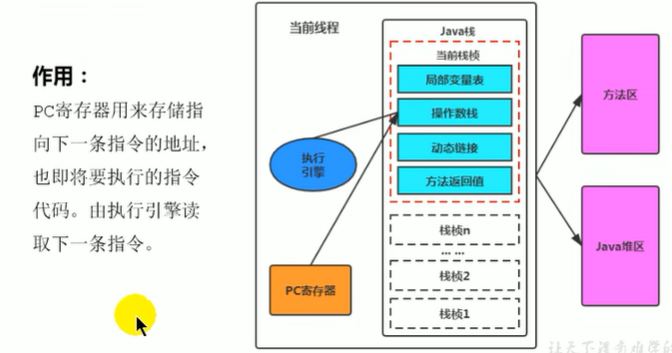 作用：
PC寄存器用来存储指
向下一条指令的地址，
也即将要执行的指令
代码。由执行引擎读
取下一条指令。
当前线程
Java栈
当前栈桢
局部变量表
操作数栈
动态链接
方法返回值
栈桢n
... ...
栈桢2
栈桢1
执行
引擎
PC寄存器
方法区
Java堆区